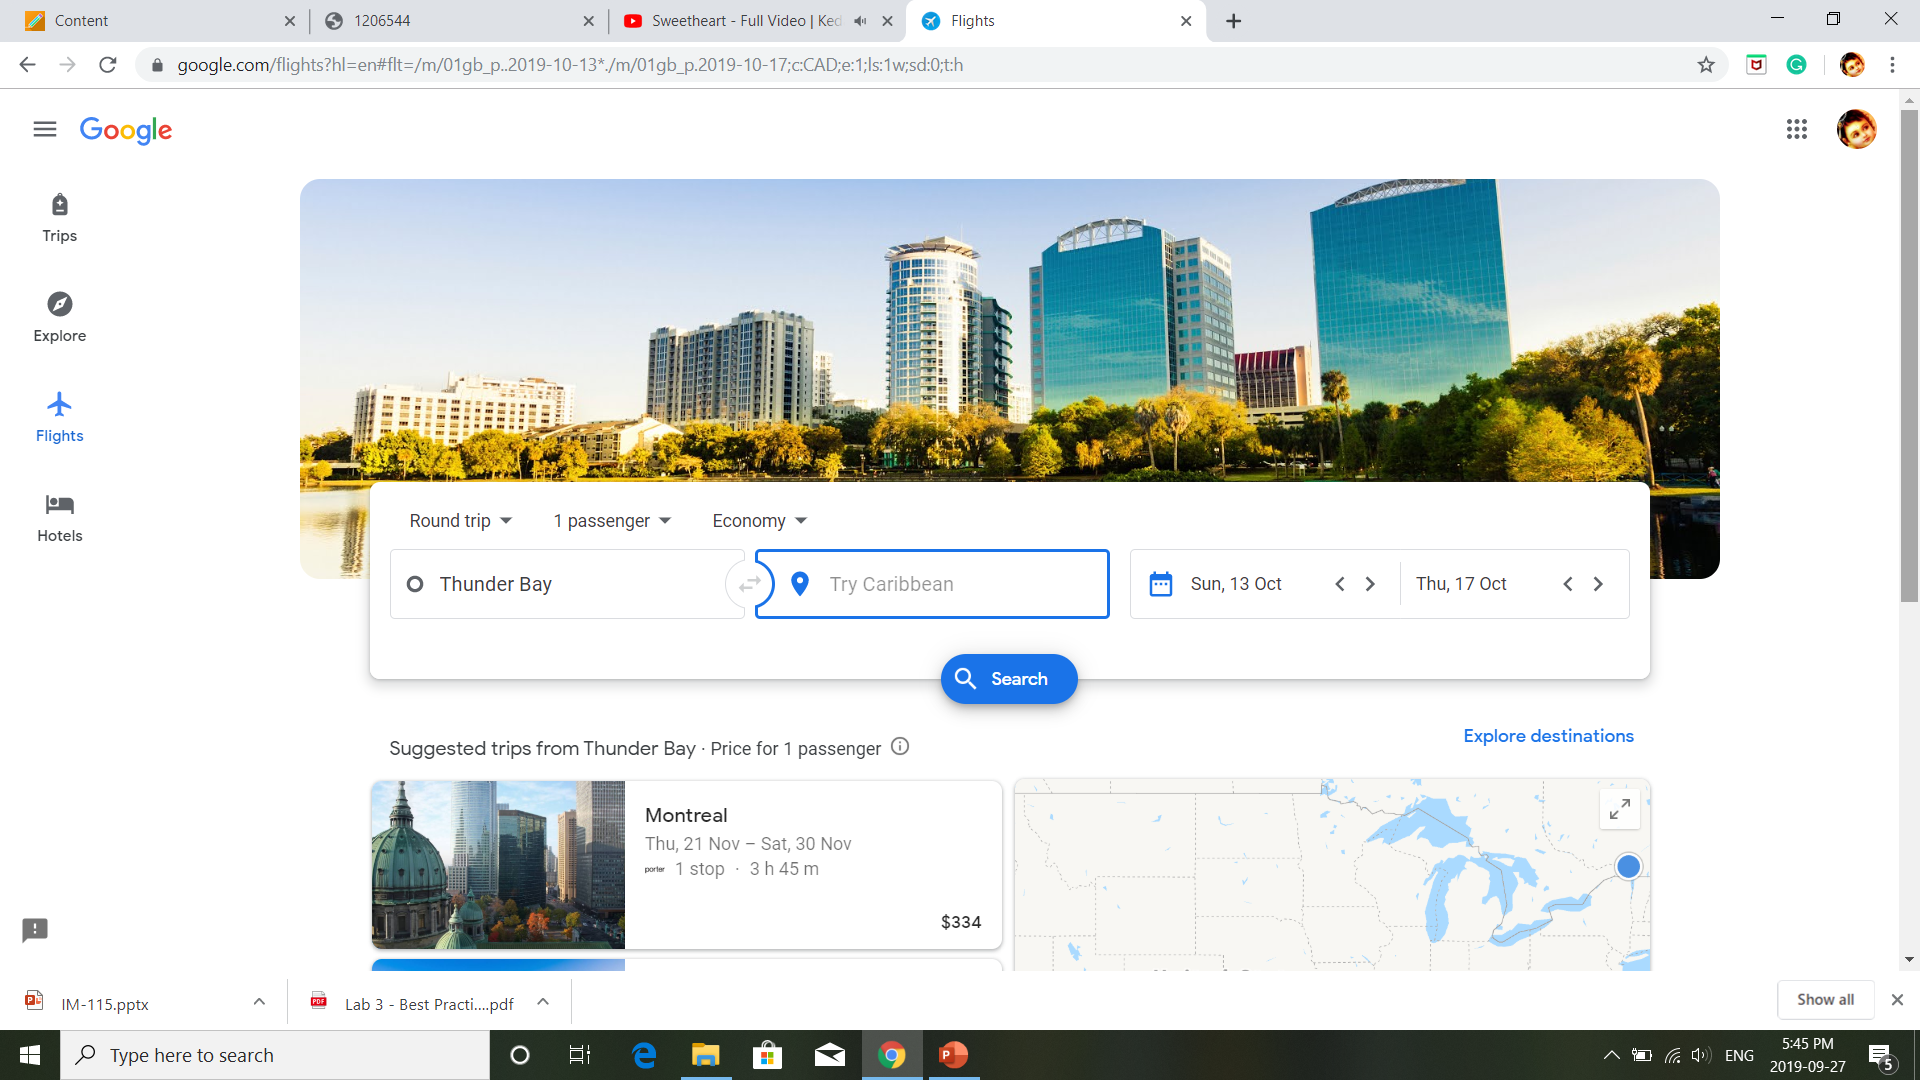 Content
1206544
Sweetheart - Full Video | Ked
Flights
google.com/flights?hl=en#flt=/m/01gb_p..2019-10-13*./m/01gb_p.2019-10-17;c:CAD;e:1;ls:1w;sd:0;t:h
Google
Trips
Explore
Flights
Hotels
Round trip
1 passenger
Economy
Thunder Bay
Try Caribbean
Sun, 13 Oct
Thu, 17 Oct
Search
Suggested trips from Thunder Bay · Price for 1 passenger
Explore destinations
Montreal
Thu, 21 Nov – Sat, 30 Nov
porter 1 stop · 3 h 45 m
$334
IM-115.pptx
PDF
Lab 3 - Best Practi....pdf
Show all
Type here to search
ENG
5:45 PM
2019-09-27
5